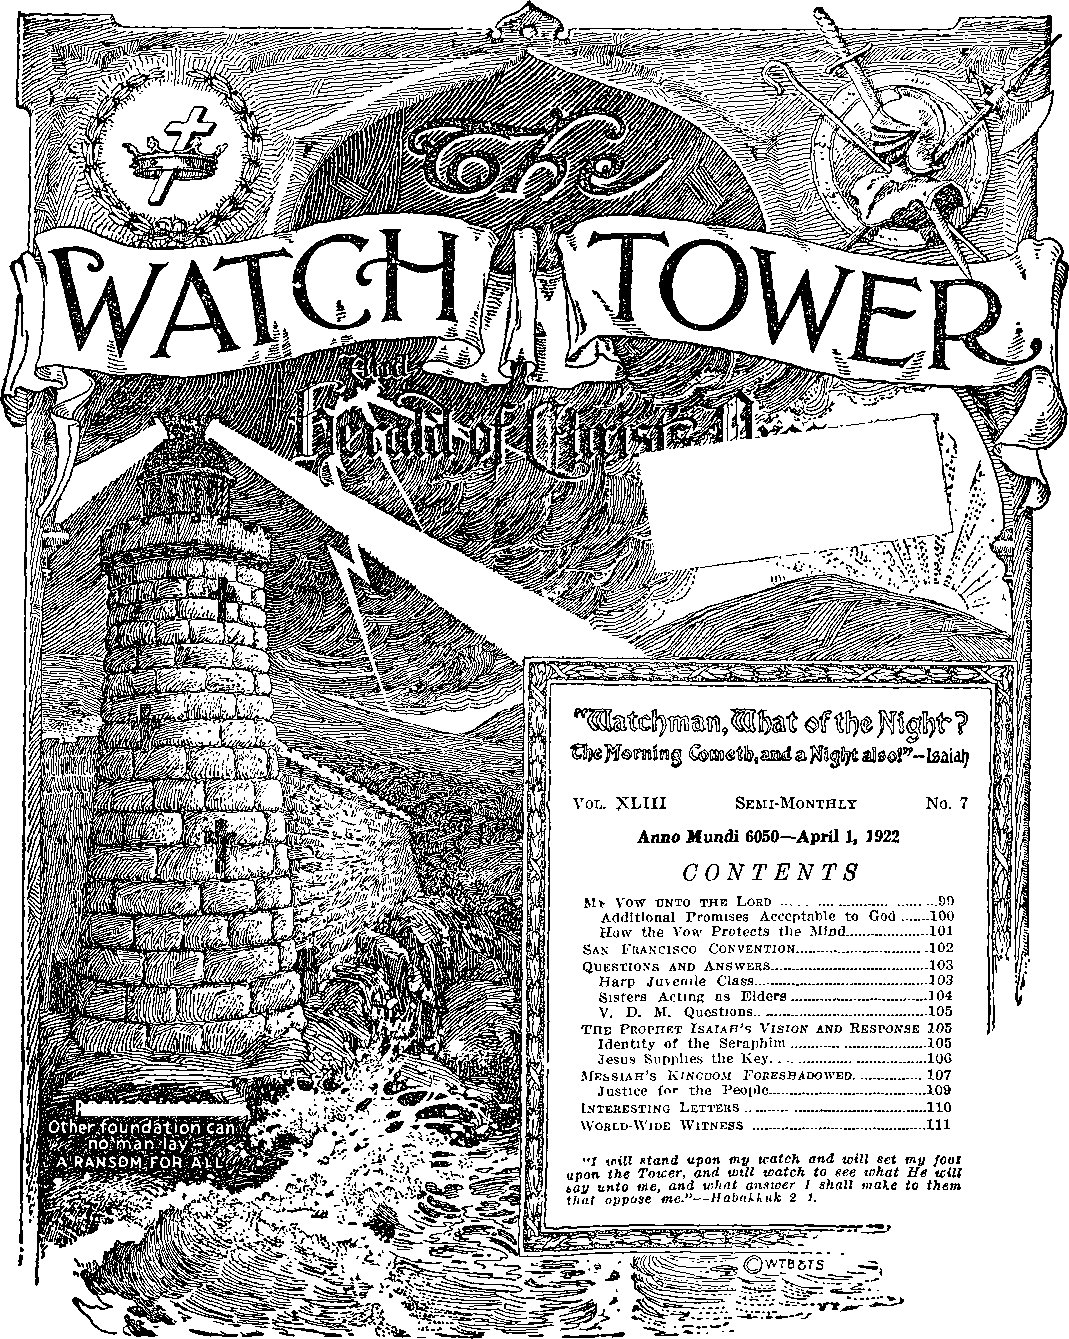 The
WATCH TOWER
And
Herald of Christ's
"Watchman, What of the Night?
The Morning Cometh, and a Night also!"--Isaiah
VOL. XLIII SEMI-MONTHLY No. 7
Anno Mundi 6050—April 1, 1922
CONTENTS
MY VOW UNTO THE LORD 99
Additional Promises Acceptable to God 100
How the Vow Protects the Mind 101
SAN FRANCISCO CONVENTION 102
QUESTIONS AND ANSWERS 103
Harp Juvenile Class 103
Sisters Acting as Elders 104
V. D. M. Questions 105
THE PROPHET ISAIAH'S VISION AND RESPONSE 105
Identity of the Seraphim 105
Jesus Supplies the Key 106
MESSIAH'S KINGDOM FORESHADOWED 107
Justice for the People 109
INTERESTING LETTERS 110
WORLD-WIDE WITNESS 111
"I will stand upon my watch and will set my foot
upon the Tower, and will watch to see what He will
say unto me, and what answer I shall make to them
that oppose me."--Habakkuk 2 1.
Other foundation can
no man lay
A RANSOM FOR ALL
©WTB&TS